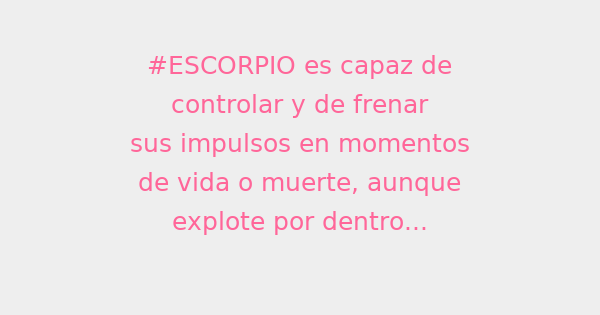 #ESCORPIO es capaz de
controlar y de frenar
sus impulsos en momentos
de vida o muerte, aunque
explote por dentro...